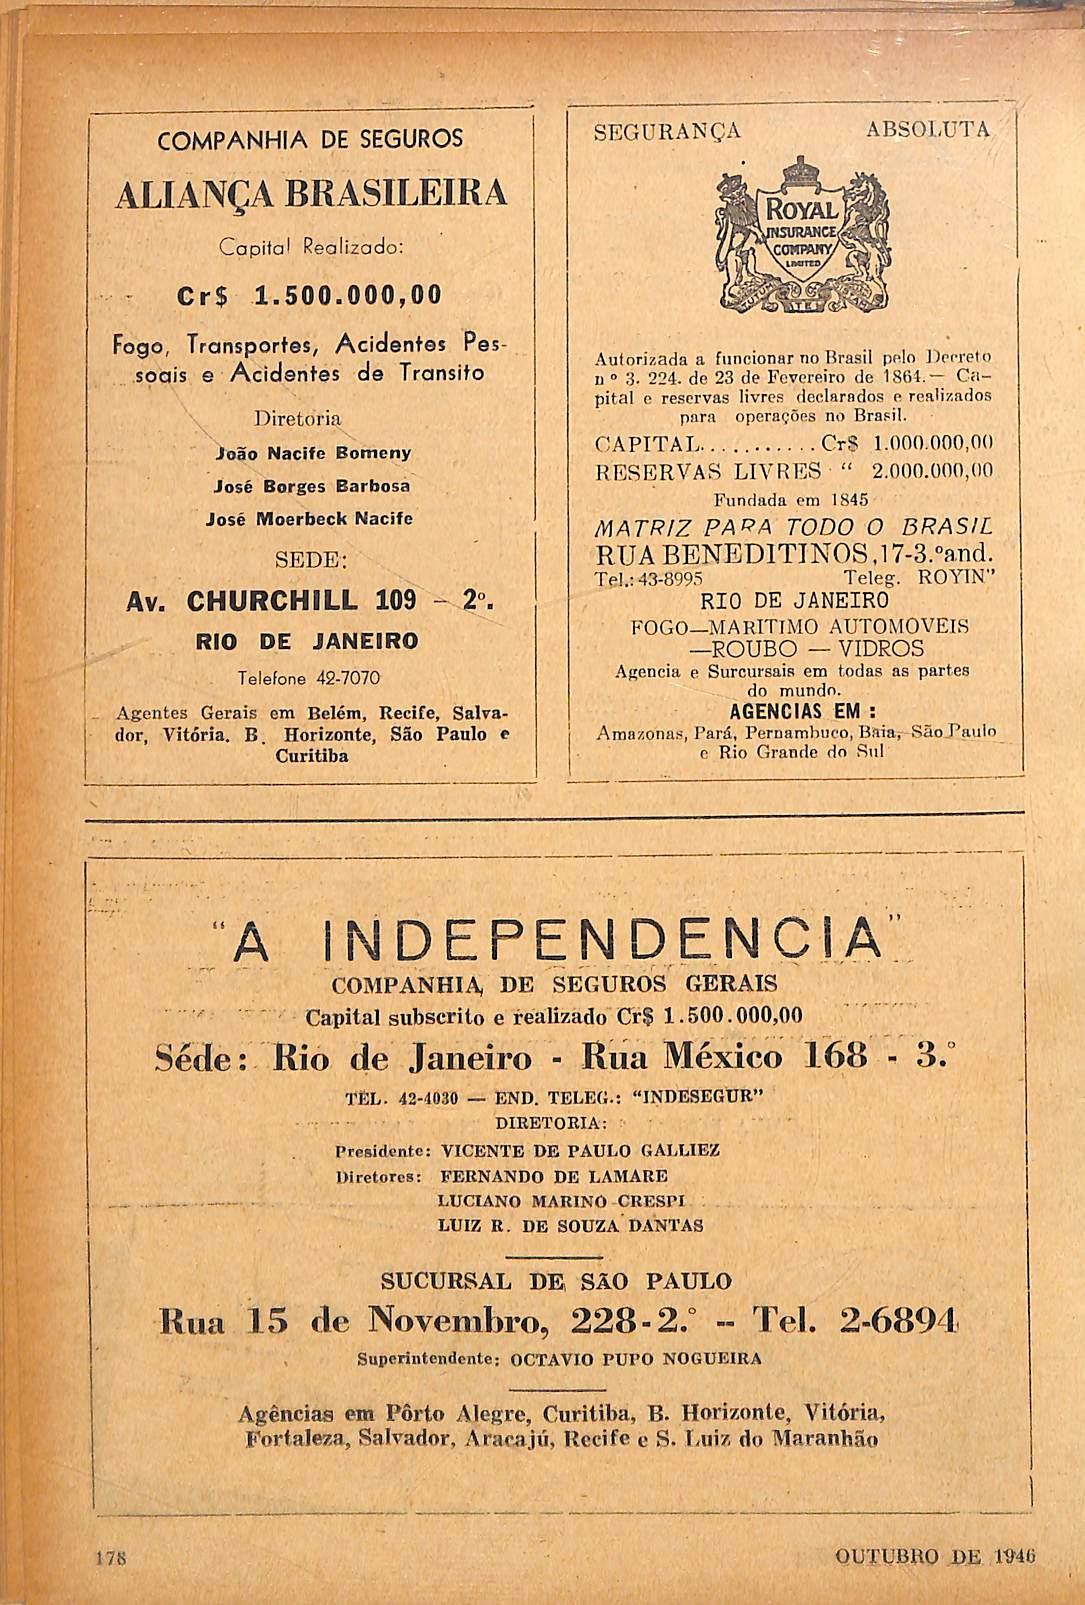 COMPANHIA DE SEGUROS
ALIANÇA BRASILEIRA
Capital Realizado:
Cr$ 1.500.000,00
Fogo, Transportes, Acidentes Pes-
soais e Acidentes de Transito
Diretoria
João Nacife Bomeny
José Borges Barbosa
José Moerbeck Nacife
SEDE:
Av. CHURCHILL 109 – 2º.
RIO DE JANEIRO
Telefone 42-7070
Agentes Gerais em Belém, Recife, Salva-
dor, Vitória. B. Horizonte, São Paulo e
Curitiba
SEGURANÇA ABSOLUTA
ROYAL
INSURANCE
COMPANY
LIMITED
TUTUM TE
Autorizada a funcionar no Brasil pelo Decreto
n º 3. 224. de 23 de Fevereiro de 1864.— Ca-
pital e reservas livres declarados e realizados
para operações no Brasil.
CAPITAL...........Cr$ 1.000.000,00
RESERVAS LIVRES “ 2.000.000,00
Fundada em 1845
MATRIZ PARA TODO O BRASIL
RUA BENEDITINOS,17-3.ºand.
Tel.: 43-8995 Teleg. ROYIN”
RIO DE JANEIRO
FOGO—MARITIMO AUTOMOVEIS
—ROUBO — VIDROS
Agencia e Surcursais em todas as partes
do mundo.
AGENCIAS EM :
Amazonas, Pará, Pernambuco, Baia, São Paulo
e Rio Grande do Sul
“A INDEPENDENCIA”
COMPANHIA, DE SEGUROS GERAIS
Capital subscrito e realizado Cr$ 1.500.000,00
Séde: Rio de Janeiro - Rua México 168 - 3.º
TEL. 42-4030 — END. TELEG.: “INDESEGUR”
DIRETORIA:
Presidente: VICENTE DE PAULO GALLIEZ
Diretores: FERNANDO DE LAMARE
LUCIANO MARINO CRESPI
LUIZ R. DE SOUZA DANTAS
SUCURSAL DE SÃO PAULO
Rua 15 de Novembro, 228-2.º -- Tel. 2-6894
Superintendente: OCTAVIO PUPO NOGUEIRA
Agências em Pôrto Alegre, Curitiba, B. Horizonte, Vitória,
Fortaleza, Salvador, Aracajú, Recife e S. Luiz do Maranhão
178 OUTUBRO DE 1946